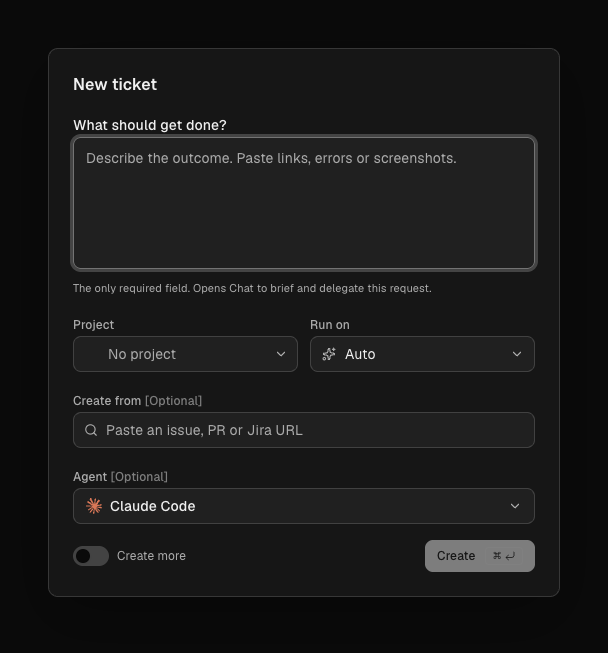 New ticket
What should get done?
Describe the outcome. Paste links, errors or screenshots.
The only required field. Opens Chat to brief and delegate this request.
Project
Run on
No project
Auto
Create from [Optional]
Paste an issue, PR or Jira URL
Agent [Optional]
Claude Code
Create more
Create ⌘ ↵